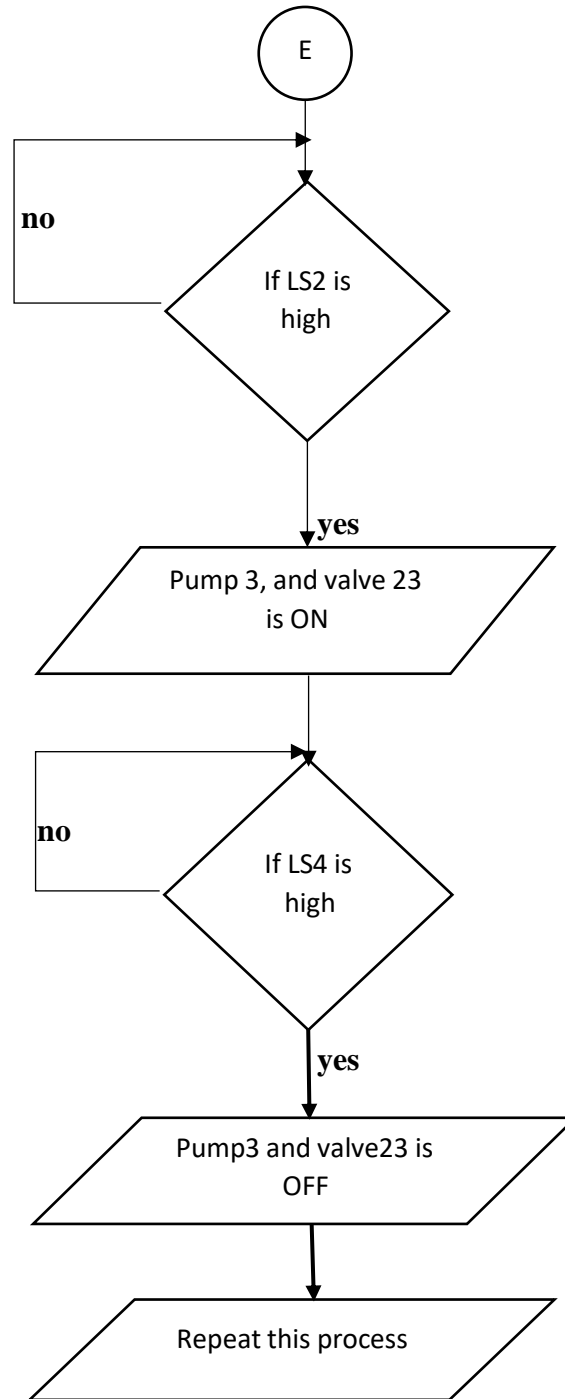 E
no
If LS2 is
high
yes
Pump 3, and valve 23
is ON
no
If LS4 is
high
yes
Pump3 and valve23 is
OFF
Repeat this process